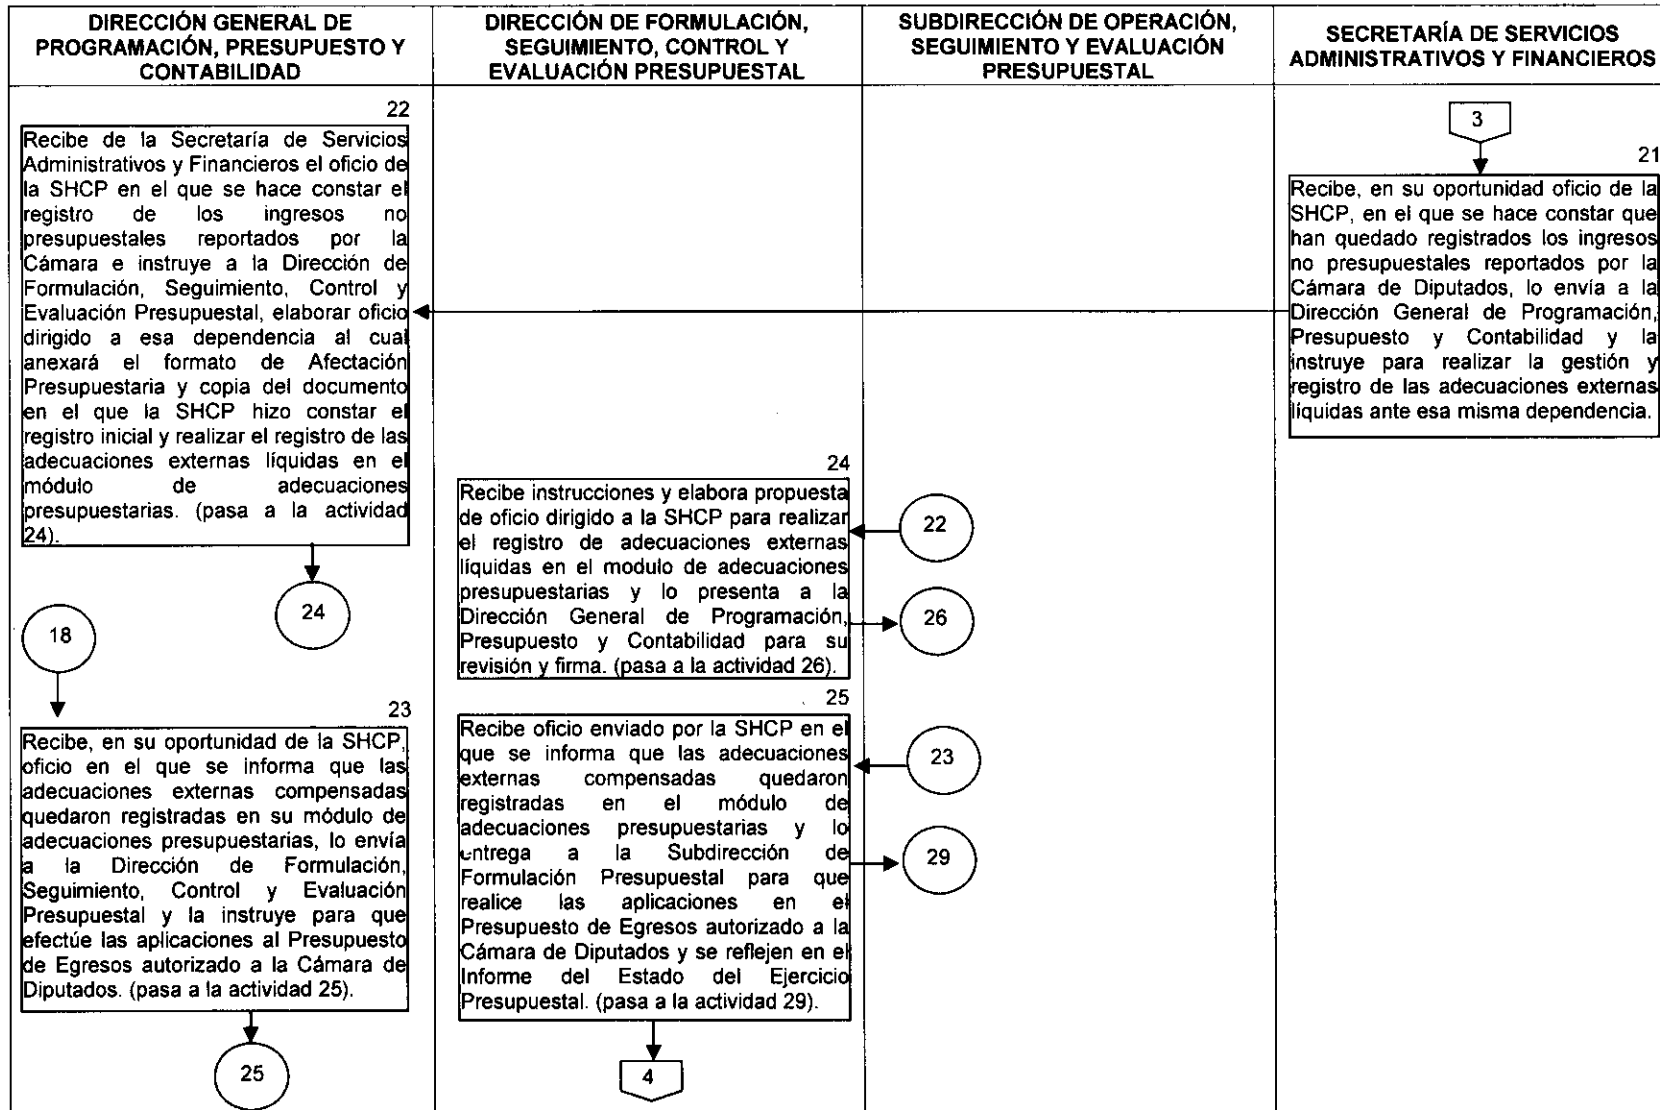 DIRECCIÓN GENERAL DE
PROGRAMACIÓN, PRESUPUESTO Y
CONTABILIDAD
DIRECCIÓN DE FORMULACIÓN,
SEGUIMIENTO, CONTROL Y
EVALUACIÓN PRESUPUESTAL
SUBDIRECCIÓN DE OPERACIÓN,
SEGUIMIENTO Y EVALUACIÓN
PRESUPUESTAL
SECRETARÍA DE SERVICIOS
ADMINISTRATIVOS Y FINANCIEROS
22
Recibe de la Secretaría de Servicios
Administrativos y Financieros el oficio de
la SHCP en el que se hace constar el
registro de los ingresos no
presupuestales reportados por la
Cámara e instruye a la Dirección de
Formulación, Seguimiento, Control y
Evaluación Presupuestal, elaborar oficio
dirigido a esa dependencia al cual
anexará el formato de Afectación
Presupuestaria y copia del documento
en el que la SHCP hizo constar el
registro inicial y realizar el registro de las
adecuaciones externas líquidas en el
módulo de adecuaciones
presupuestarias. (pasa a la actividad
24).
24
18
23
Recibe, en su oportunidad de la SHCP,
oficio en el que se informa que las
adecuaciones externas compensadas
quedaron registradas en su módulo de
adecuaciones presupuestarias, lo envía
a la Dirección de Formulación,
Seguimiento, Control y Evaluación
Presupuestal y la instruye para que
efectúe las aplicaciones al Presupuesto
de Egresos autorizado a la Cámara de
Diputados. (pasa a la actividad 25).
25
24
Recibe instrucciones y elabora propuesta
de oficio dirigido a la SHCP para realizar
el registro de adecuaciones externas
líquidas en el modulo de adecuaciones
presupuestarias y lo presenta a la
Dirección General de Programación,
Presupuesto y Contabilidad para su
revisión y firma. (pasa a la actividad 26).
25
Recibe oficio enviado por la SHCP en el
que se informa que las adecuaciones
externas compensadas quedaron
registradas en el módulo de
adecuaciones presupuestarias y lo
entrega a la Subdirección de
Formulación Presupuestal para que
realice las aplicaciones en el
Presupuesto de Egresos autorizado a la
Cámara de Diputados y se reflejen en el
Informe del Estado del Ejercicio
Presupuestal. (pasa a la actividad 29).
4
22
26
23
29
3
21
Recibe, en su oportunidad oficio de la
SHCP, en el que se hace constar que
han quedado registrados los ingresos
no presupuestales reportados por la
Cámara de Diputados, lo envía a la
Dirección General de Programación,
Presupuesto y Contabilidad y la
instruye para realizar la gestión y
registro de las adecuaciones externas
líquidas ante esa misma dependencia.